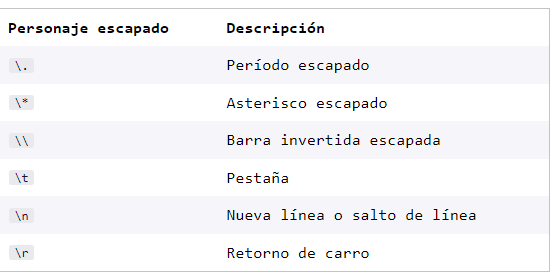 Personaje escapado Descripción
\. Período escapado
\* Asterisco escapado
\\ Barra invertida escapada
\t Pestaña
\n Nueva línea o salto de línea
\r Retorno de carro